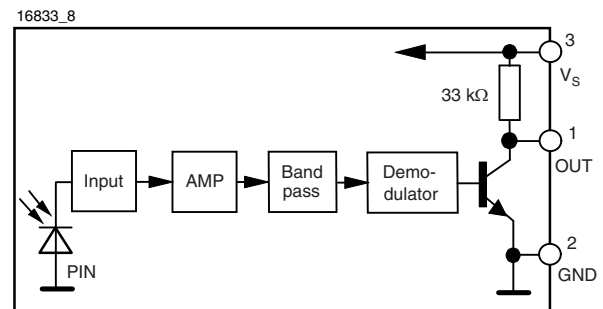 16833_8
3
V_S
33 kΩ
1
OUT
Input
AMP
Band
pass
Demo-
dulator
2
GND
PIN